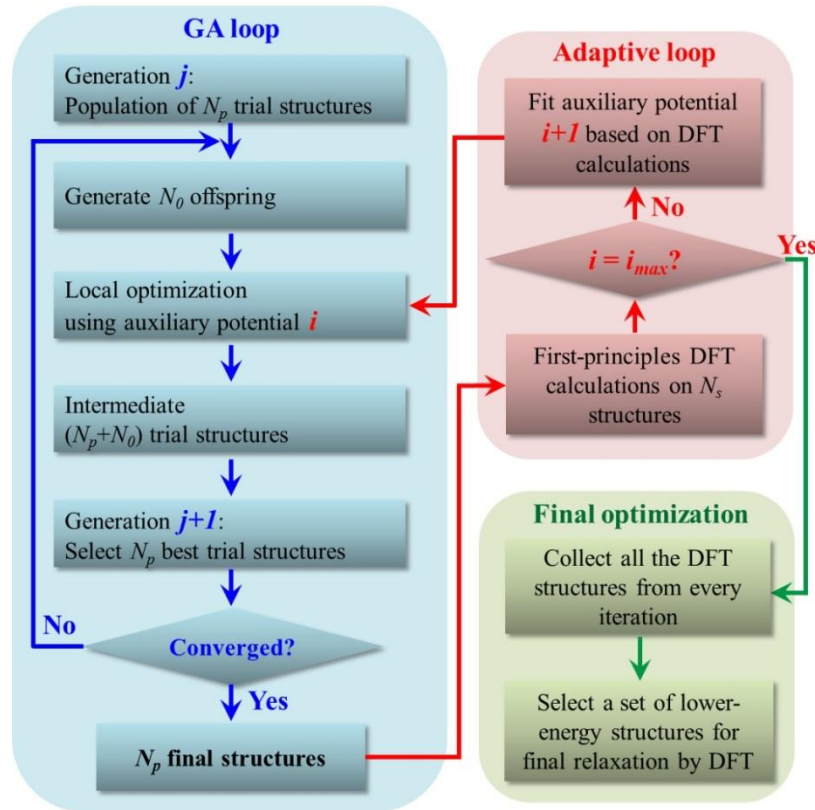 GA loop
Generation j:
Population of Np trial structures
Generate N0 offspring
Local optimization
using auxiliary potential i
Intermediate
(Np+N0) trial structures
Generation j+1:
Select Np best trial structures
No
Converged?
Yes
Np final structures
Adaptive loop
Fit auxiliary potential
i+1 based on DFT
calculations
No
Yes
i = imax?
First-principles DFT
calculations on Ns
structures
Final optimization
Collect all the DFT
structures from every
iteration
Select a set of lower-
energy structures for
final relaxation by DFT